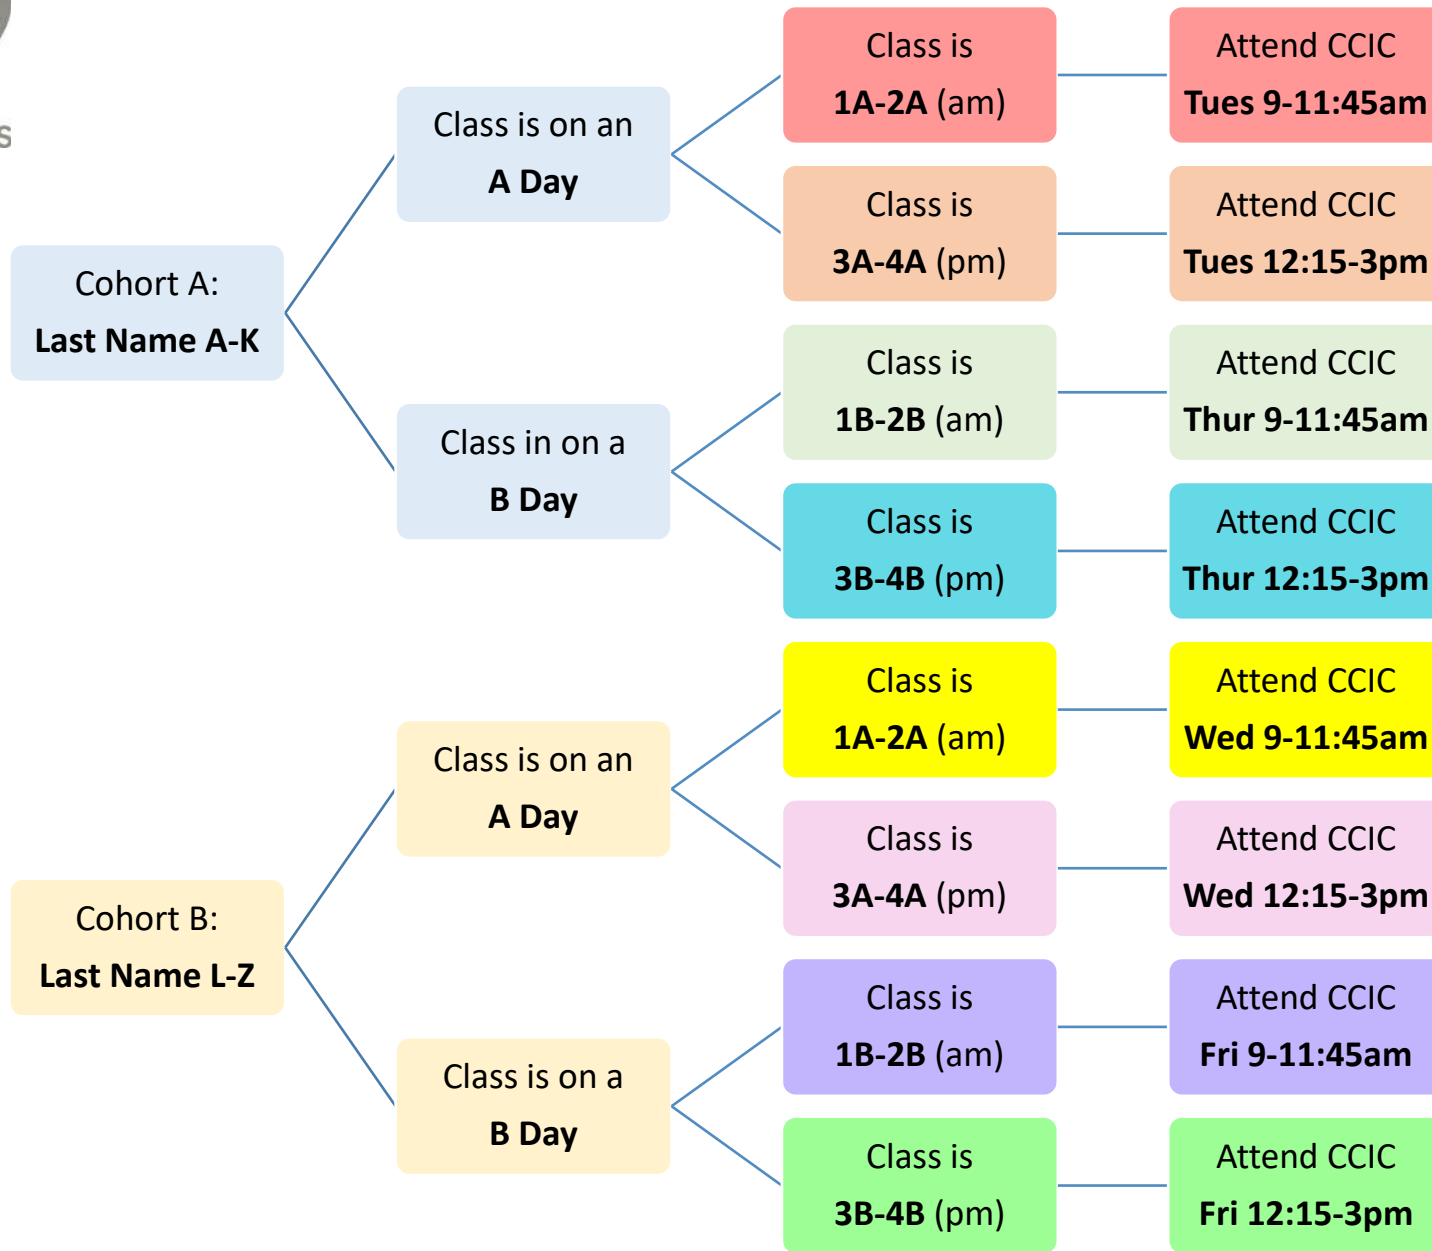 s
Cohort A:
Last Name A-K
Class is on an
A Day
Class is
1A-2A (am)
Attend CCIC
Tues 9-11:45am
Class is
3A-4A (pm)
Attend CCIC
Tues 12:15-3pm
Class in on a
B Day
Class is
1B-2B (am)
Attend CCIC
Thur 9-11:45am
Class is
3B-4B (pm)
Attend CCIC
Thur 12:15-3pm
Cohort B:
Last Name L-Z
Class is on an
A Day
Class is
1A-2A (am)
Attend CCIC
Wed 9-11:45am
Class is
3A-4A (pm)
Attend CCIC
Wed 12:15-3pm
Class is on a
B Day
Class is
1B-2B (am)
Attend CCIC
Fri 9-11:45am
Class is
3B-4B (pm)
Attend CCIC
Fri 12:15-3pm